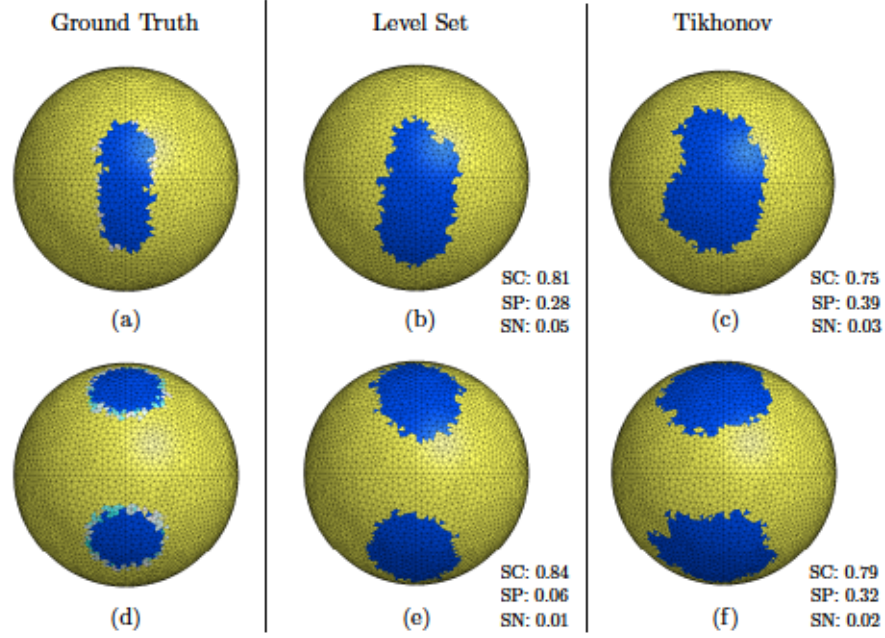 Ground Truth
Level Set
Tikhonov
SC: 0.81
SP: 0.28
SN: 0.05
SC: 0.75
SP: 0.39
SN: 0.03
(a)
(b)
(c)
SC: 0.84
SP: 0.06
SN: 0.01
SC: 0.79
SP: 0.32
SN: 0.02
(d)
(e)
(f)